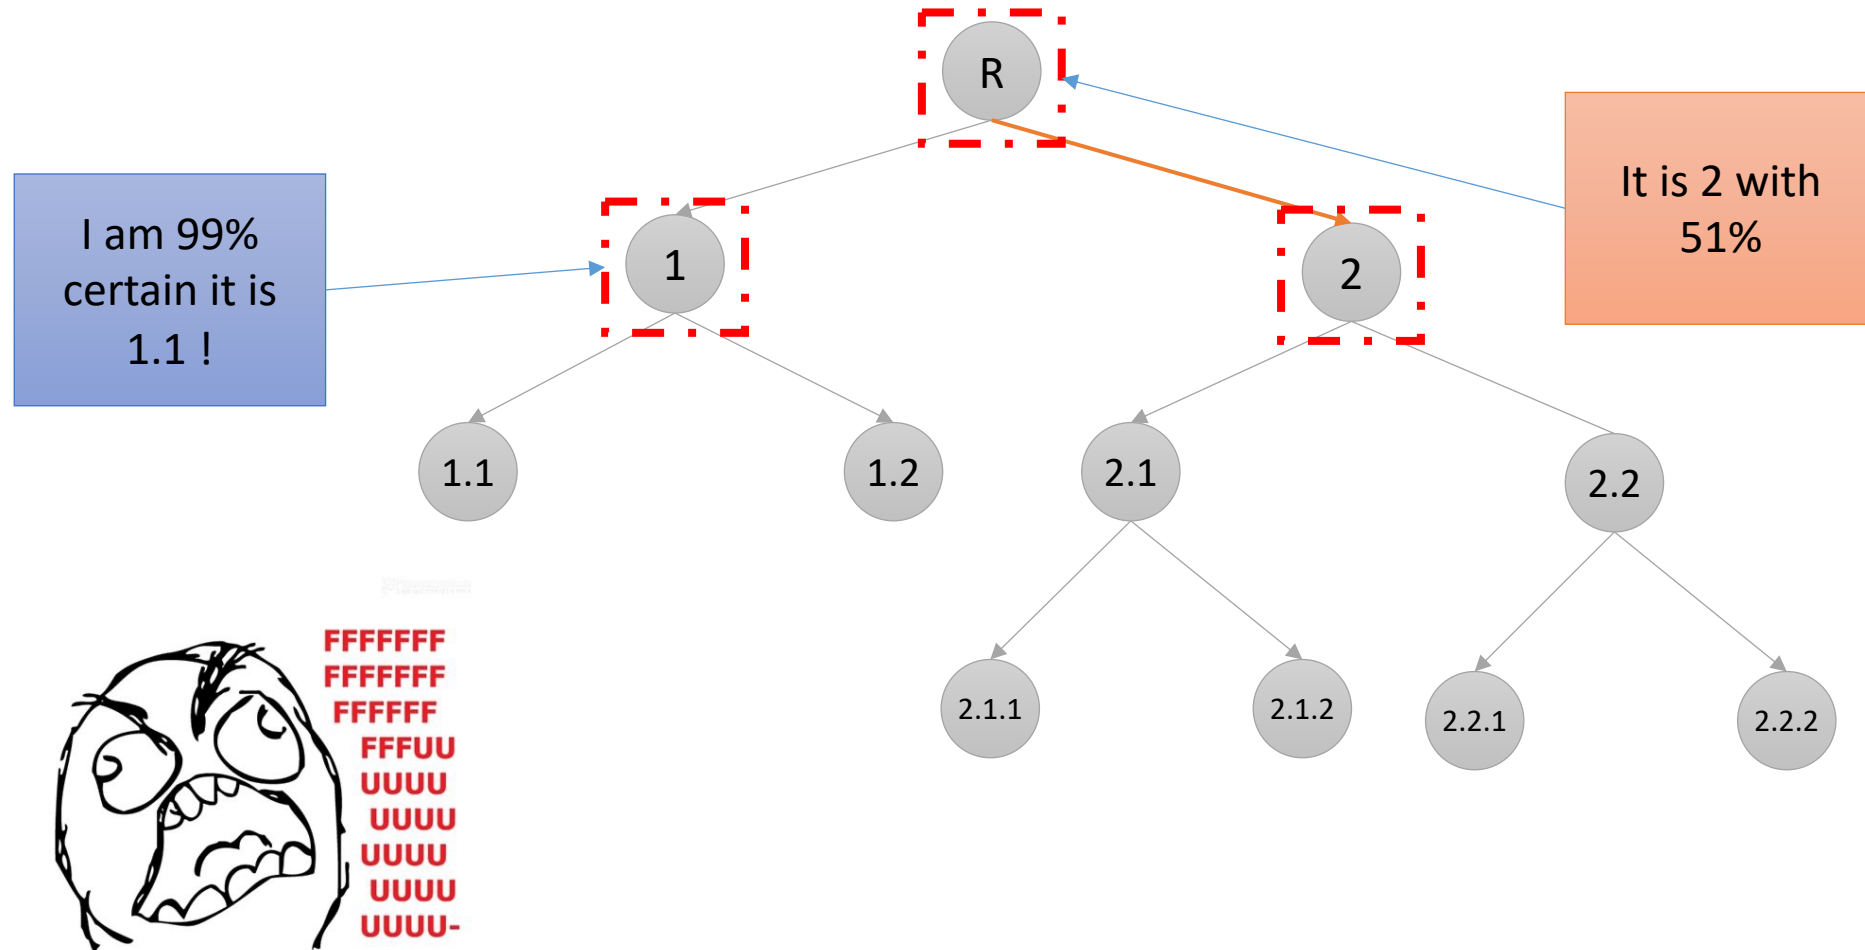 R
It is 2 with
51%
I am 99%
certain it is
1.1 !
1
2
1.1
1.2
2.1
2.2
2.1.1
2.1.2
2.2.1
2.2.2
FFFFFFF
FFFFFFF
FFFFFF
FFFUU
UUUU
UUUU
UUUU
UUUU
UUUU-